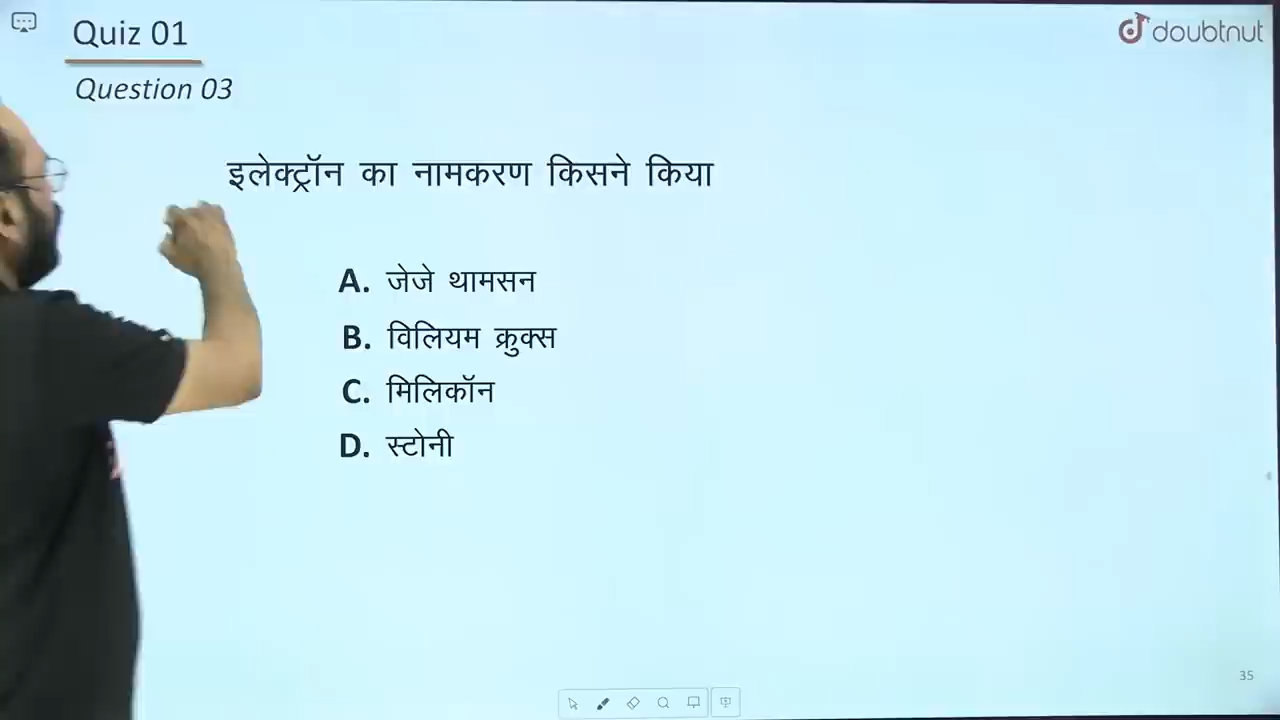 Quiz 01
doubtnut
Question 03
इलेक्ट्रॉन का नामकरण किसने किया
A. जेजे थामसन
B. विलियम क्रुक्स
C. मिलिकॉन
D. स्टोनी
35